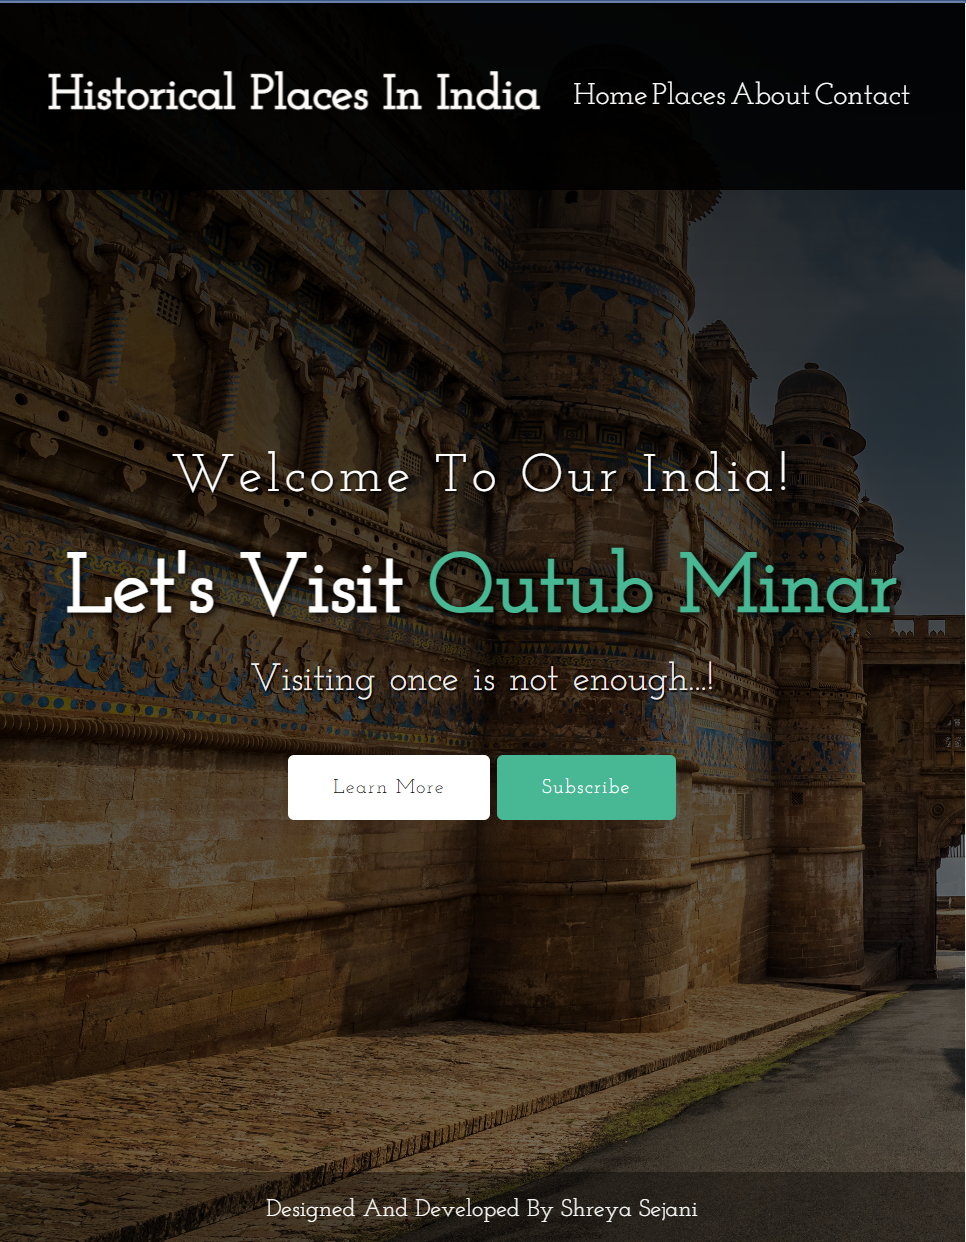 Historical Places In India
Home Places About Contact
Welcome To Our India!
Let's Visit Qutub Minar
Visiting once is not enough...!
Learn More
Subscribe
Designed And Developed By Shreya Sejani